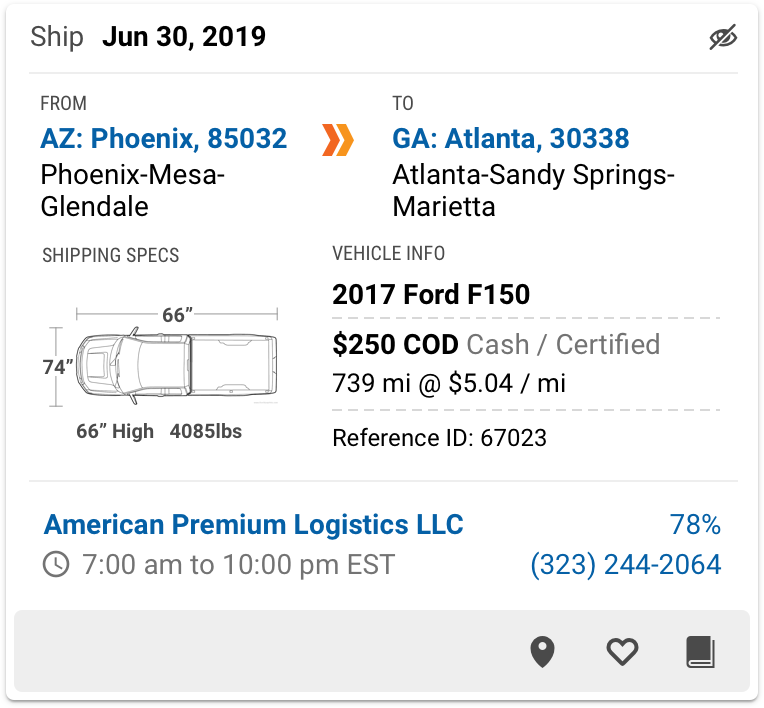 Ship Jun 30, 2019
FROM
AZ: Phoenix, 85032
Phoenix-Mesa-
Glendale
TO
GA: Atlanta, 30338
Atlanta-Sandy Springs-
Marietta
SHIPPING SPECS
66”
74”
66” High 4085lbs
VEHICLE INFO
2017 Ford F150
$250 COD Cash / Certified
739 mi @ $5.04 / mi
Reference ID: 67023
American Premium Logistics LLC 78%
7:00 am to 10:00 pm EST (323) 244-2064